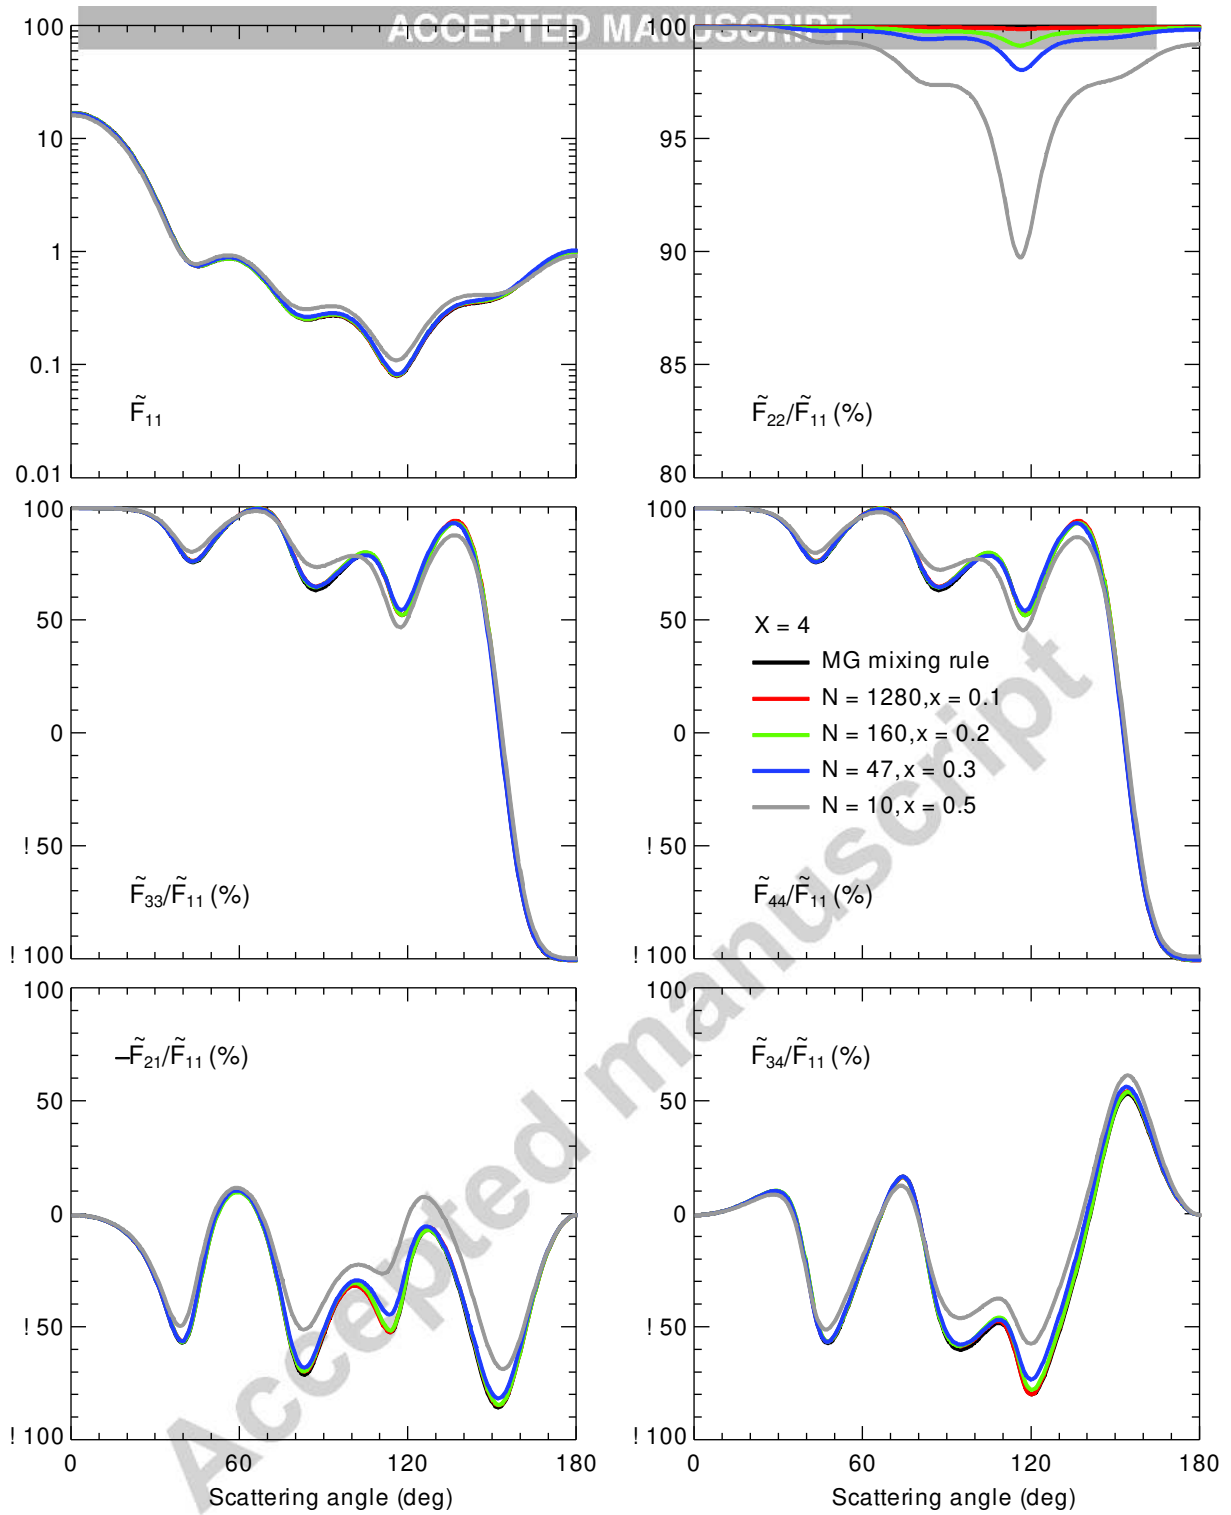 ACCEPTED MANUSCRIPT
100
10
1
0.1
0.01
F̃11
100
95
90
85
80
F̃22/F̃11 (%)
100
50
0
! 50
! 100
F̃33/F̃11 (%)
100
50
0
! 50
! 100
X = 4
MG mixing rule
N = 1280, x = 0.1
N = 160, x = 0.2
N = 47, x = 0.3
N = 10, x = 0.5
F̃44/F̃11 (%)
100
50
0
! 50
! 100
–F̃21/F̃11 (%)
0 60 120 180
Scattering angle (deg)
100
50
0
! 50
! 100
F̃34/F̃11 (%)
0 60 120 180
Scattering angle (deg)
Accepted manuscript